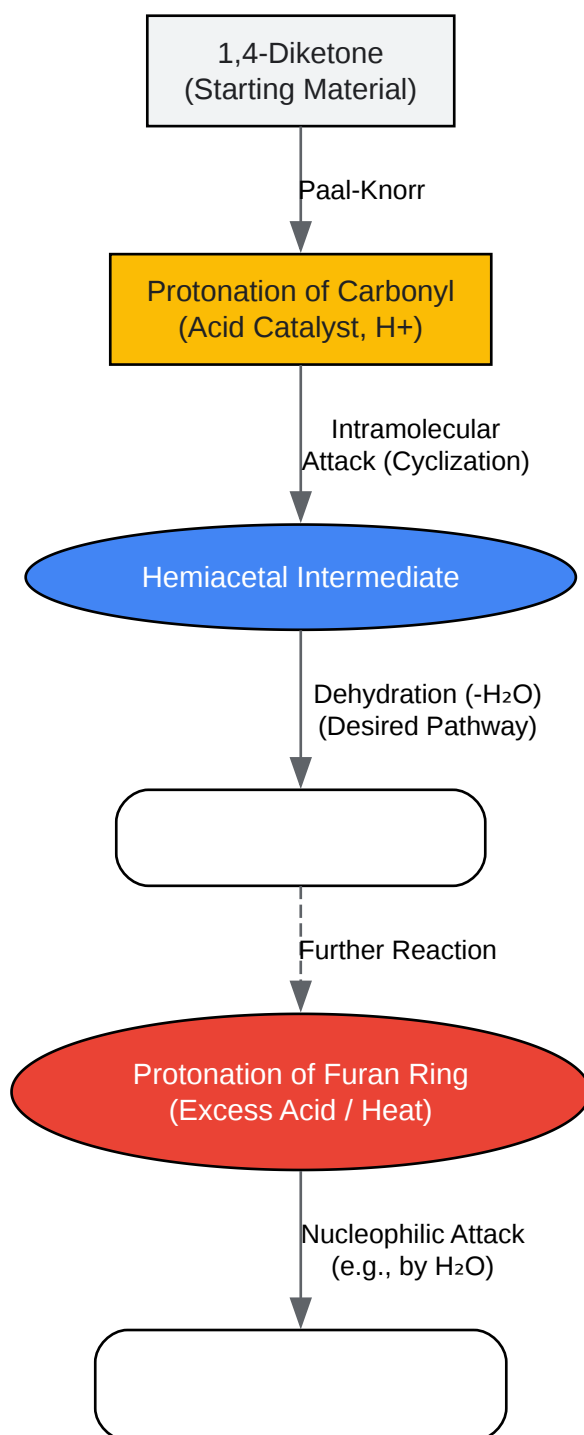 1,4-Diketone
(Starting Material)
Paal-Knorr
Protonation of Carbonyl
(Acid Catalyst, H+)
Intramolecular
Attack (Cyclization)
Hemiacetal Intermediate
Dehydration (-H₂O)
(Desired Pathway)
Further Reaction
Protonation of Furan Ring
(Excess Acid / Heat)
Nucleophilic Attack
(e.g., by H₂O)